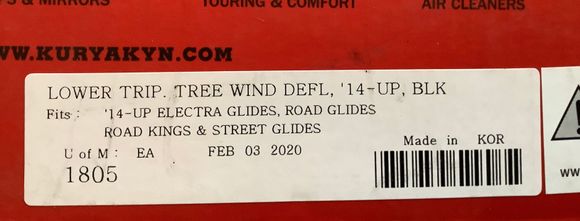 & MIRRORS
TOURING & COMFORT
AIR CLEANERS
WWW.KURYAKYN.COM
LOWER TRIP. TREE WIND DEFL, '14-UP, BLK
Fits : '14-UP ELECTRA GLIDES, ROAD GLIDES
ROAD KINGS & STREET GLIDES
Made in KOR
U of M : EA FEB 03 2020
1805
ww